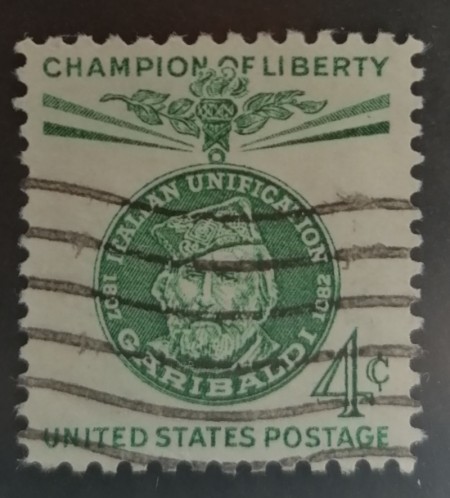 CHAMPION OF LIBERTY
ITALIAN UNIFICATION
1807 1882
GARIBALDI
4¢
UNITED STATES POSTAGE